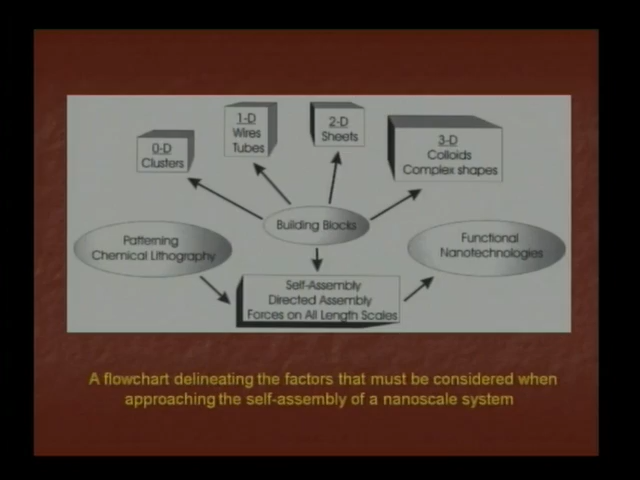 0-D
Clusters
1-D
Wires
Tubes
2-D
Sheets
3-D
Colloids
Complex shapes
Building Blocks
Patterning
Chemical Lithography
Functional
Nanotechnologies
Self-Assembly
Directed Assembly
Forces on All Length Scales
A flowchart delineating the factors that must be considered when
approaching the self-assembly of a nanoscale system